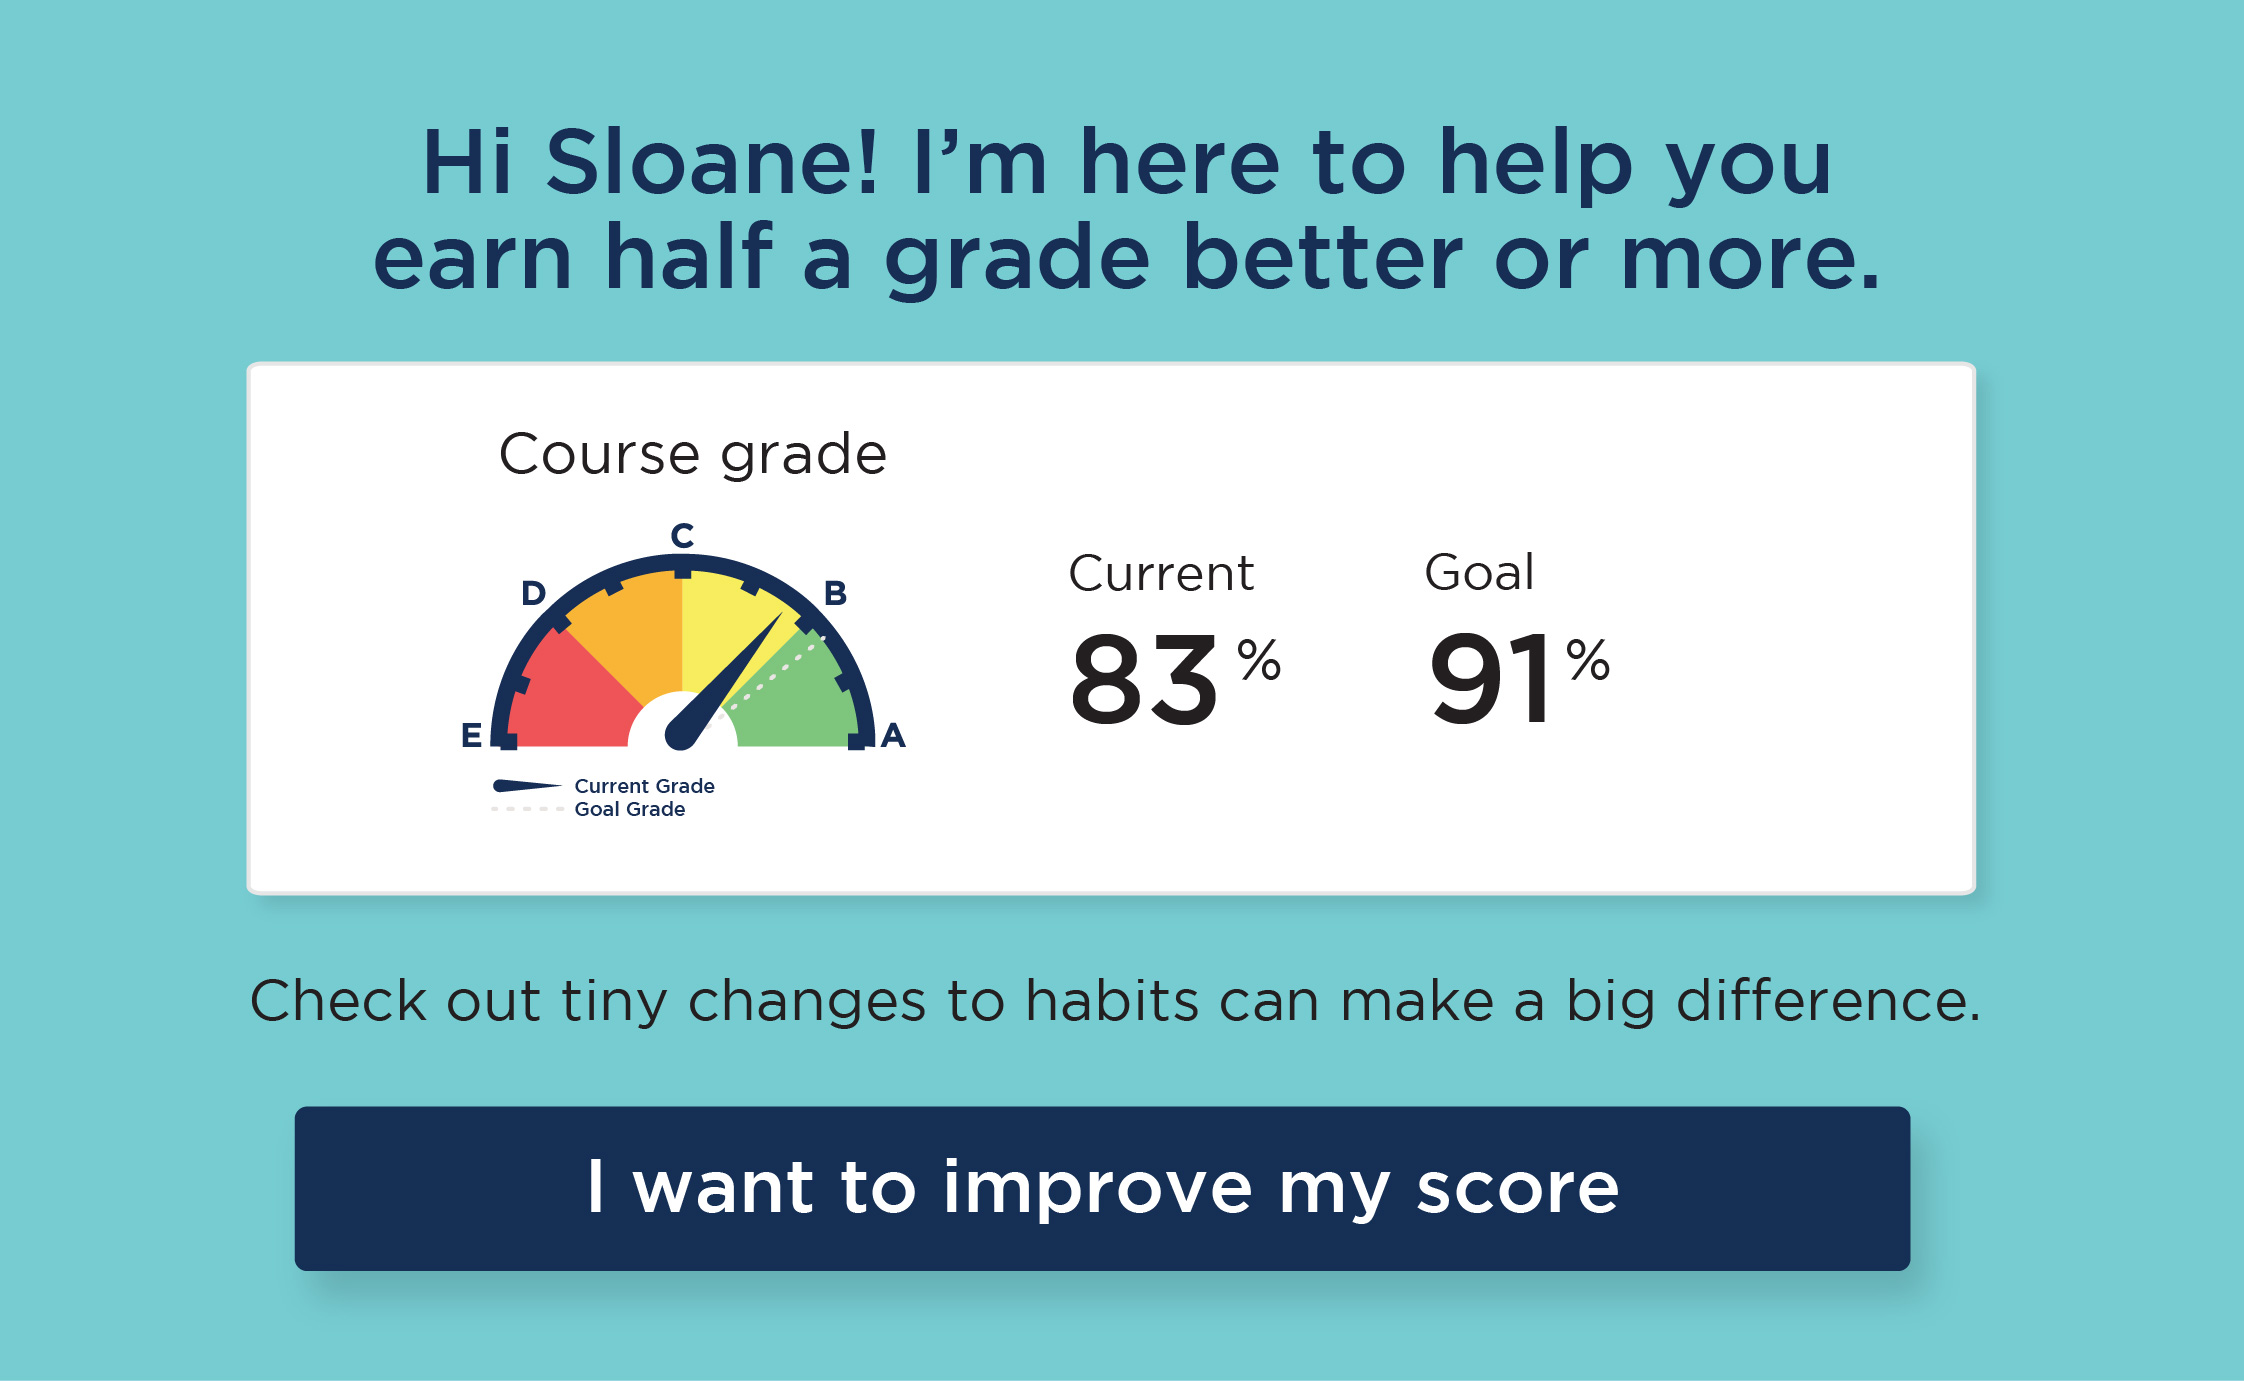 Hi Sloane! I’m here to help you
earn half a grade better or more.
Course grade
C
D
B
E
A
Current Grade
Goal Grade
Current
Goal
83%
91%
Check out tiny changes to habits can make a big difference.
I want to improve my score